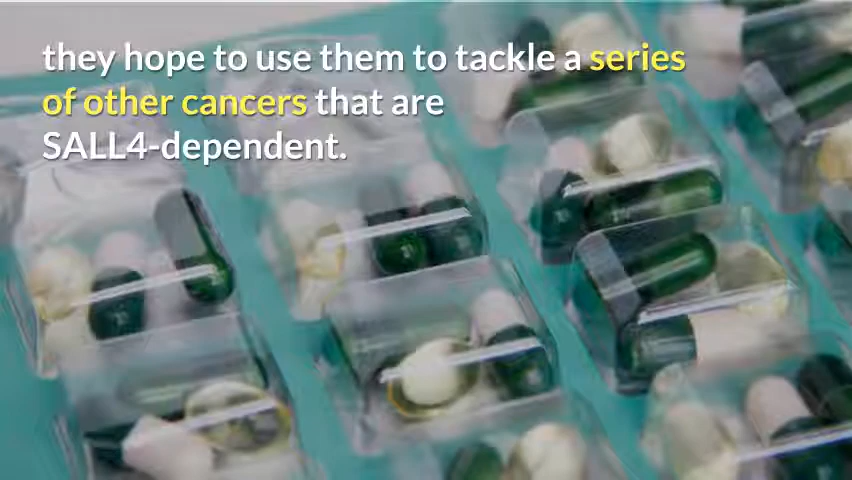 they hope to use them to tackle a series
of other cancers that are
SALL4-dependent.